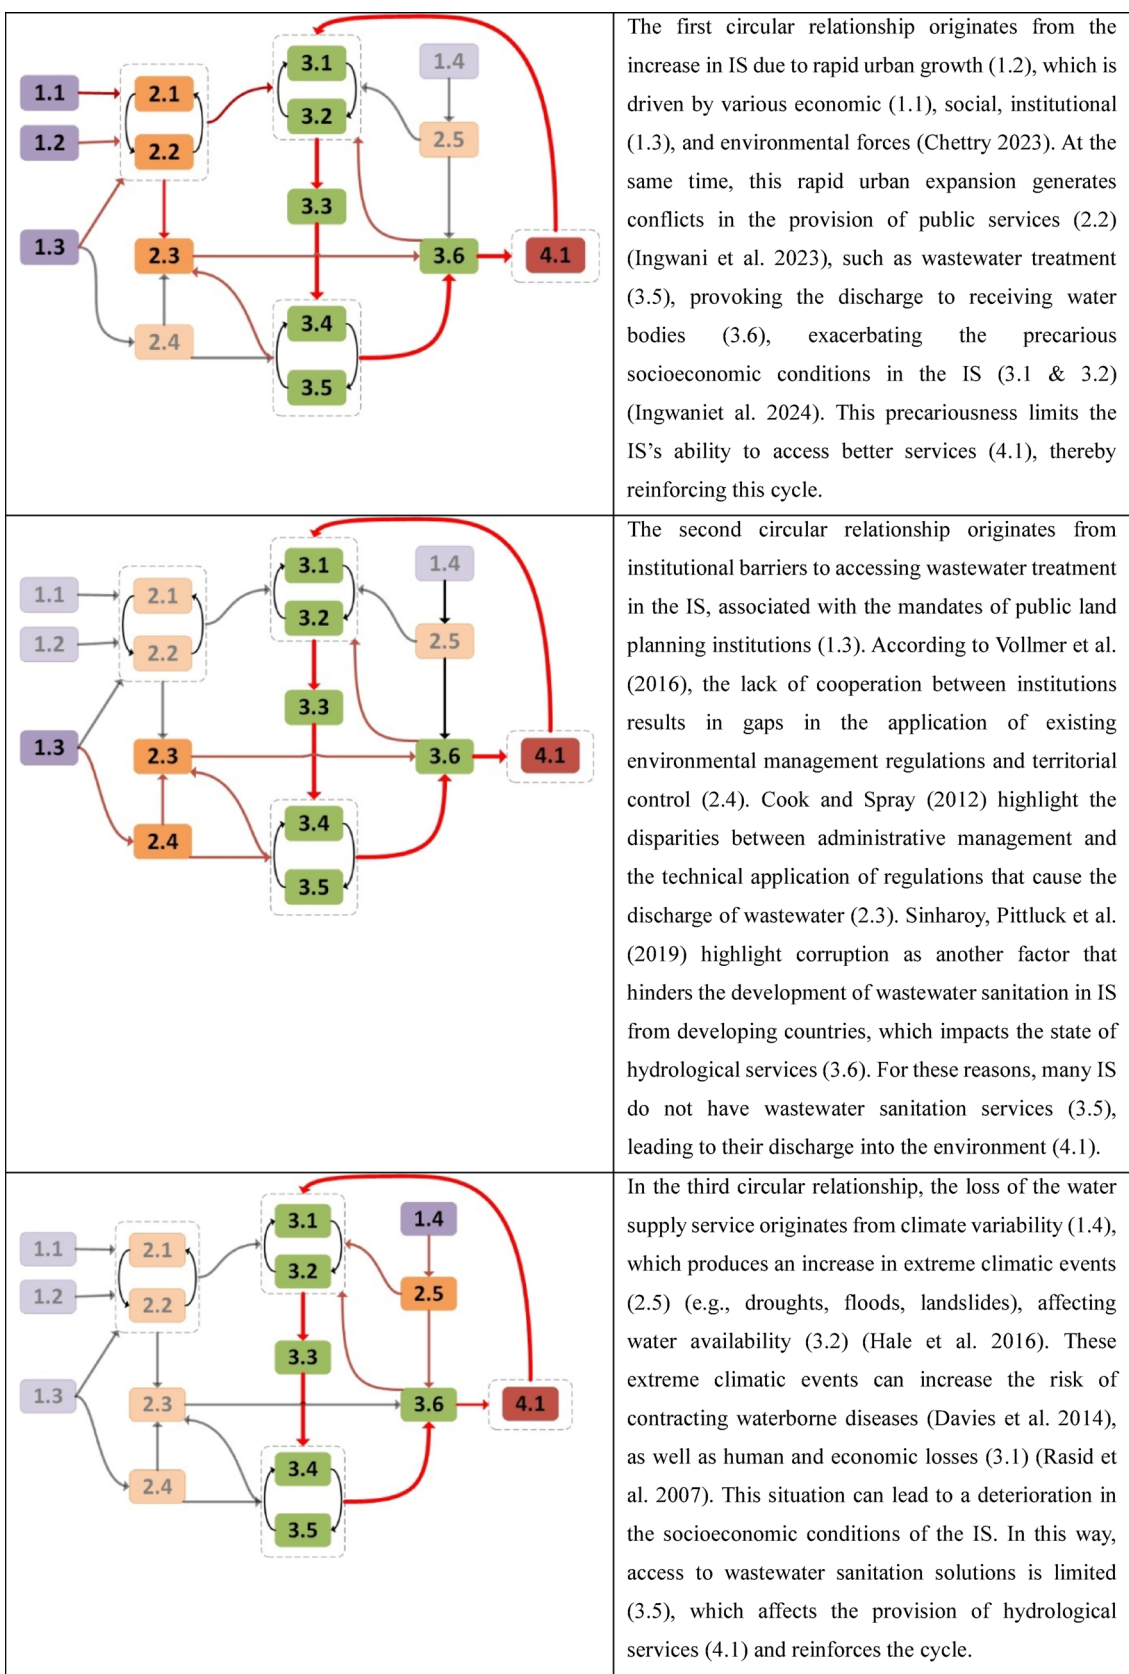 1.1
1.2
1.3
2.1
2.2
2.3
2.4
3.1
3.2
3.3
3.4
3.5
1.4
2.5
3.6
4.1
The first circular relationship originates from the
increase in IS due to rapid urban growth (1.2), which is
driven by various economic (1.1), social, institutional
(1.3), and environmental forces (Chettry 2023). At the
same time, this rapid urban expansion generates
conflicts in the provision of public services (2.2)
(Ingwani et al. 2023), such as wastewater treatment
(3.5), provoking the discharge to receiving water
bodies (3.6), exacerbating the precarious
socioeconomic conditions in the IS (3.1 & 3.2)
(Ingwaniet al. 2024). This precariousness limits the
IS's ability to access better services (4.1), thereby
reinforcing this cycle.
1.1
1.2
1.3
2.1
2.2
2.3
2.4
3.1
3.2
3.3
3.4
3.5
1.4
2.5
3.6
4.1
The second circular relationship originates from
institutional barriers to accessing wastewater treatment
in the IS, associated with the mandates of public land
planning institutions (1.3). According to Vollmer et al.
(2016), the lack of cooperation between institutions
results in gaps in the application of existing
environmental management regulations and territorial
control (2.4). Cook and Spray (2012) highlight the
disparities between administrative management and
the technical application of regulations that cause the
discharge of wastewater (2.3). Sinharoy, Pittluck et al.
(2019) highlight corruption as another factor that
hinders the development of wastewater sanitation in IS
from developing countries, which impacts the state of
hydrological services (3.6). For these reasons, many IS
do not have wastewater sanitation services (3.5),
leading to their discharge into the environment (4.1).
1.1
1.2
1.3
2.1
2.2
2.3
2.4
3.1
3.2
3.3
3.4
3.5
1.4
2.5
3.6
4.1
In the third circular relationship, the loss of the water
supply service originates from climate variability (1.4),
which produces an increase in extreme climatic events
(2.5) (e.g., droughts, floods, landslides), affecting
water availability (3.2) (Hale et al. 2016). These
extreme climatic events can increase the risk of
contracting waterborne diseases (Davies et al. 2014),
as well as human and economic losses (3.1) (Rasid et
al. 2007). This situation can lead to a deterioration in
the socioeconomic conditions of the IS. In this way,
access to wastewater sanitation solutions is limited
(3.5), which affects the provision of hydrological
services (4.1) and reinforces the cycle.